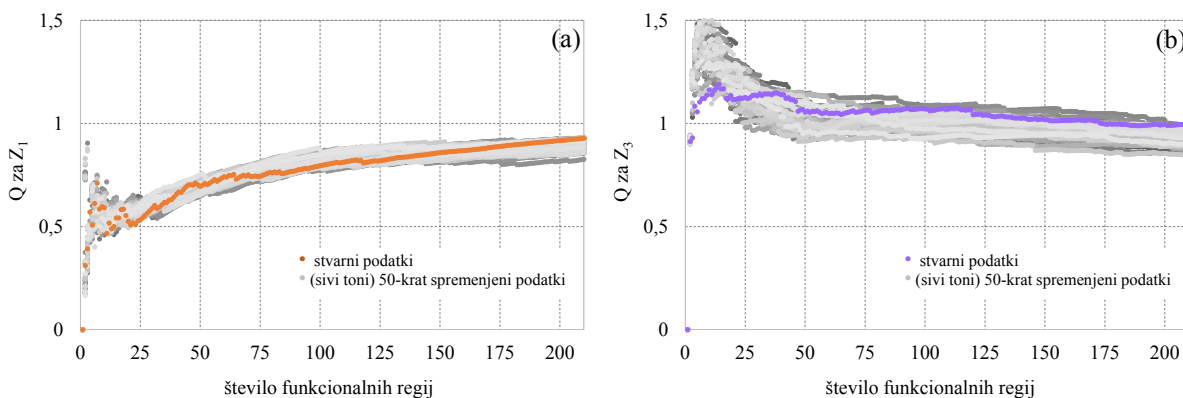 1,5
1
0,5
0
Q za Z1
(a)
stvarni podatki
(sivi toni) 50-krat spremenjeni podatki
0 25 50 75 100 125 150 175 200
število funkcionalnih regij
1,5
1
0,5
0
Q za Z3
(b)
stvarni podatki
(sivi toni) 50-krat spremenjeni podatki
0 25 50 75 100 125 150 175 200
število funkcionalnih regij